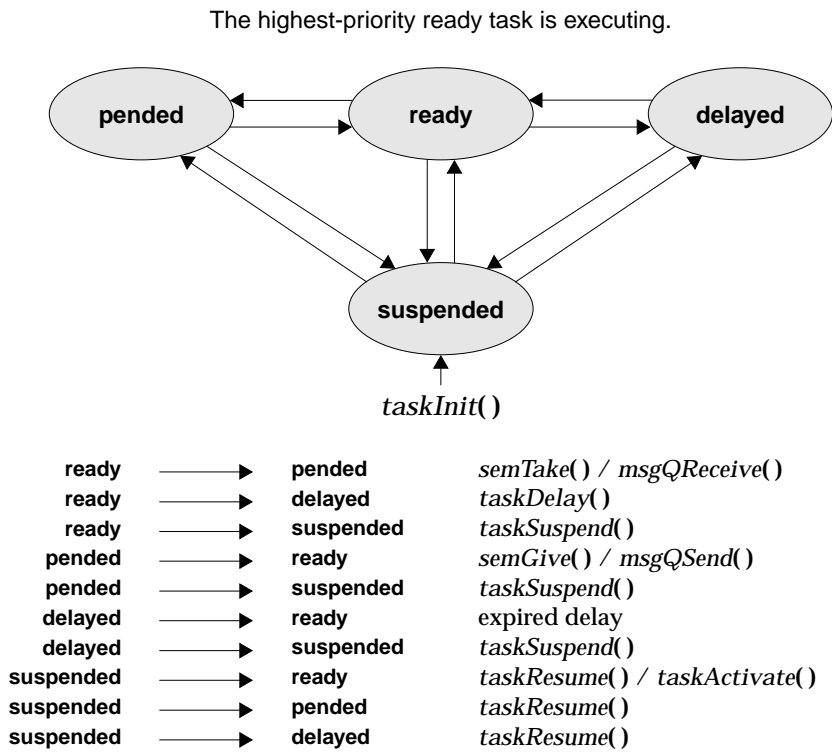 The highest-priority ready task is executing.
pended
ready
delayed
suspended
taskInit( )
ready pended semTake( ) / msgQReceive( )
ready delayed taskDelay( )
ready suspended taskSuspend( )
pended ready semGive( ) / msgQSend( )
pended suspended taskSuspend( )
delayed ready expired delay
delayed suspended taskSuspend( )
suspended ready taskResume( ) / taskActivate( )
suspended pended taskResume( )
suspended delayed taskResume( )